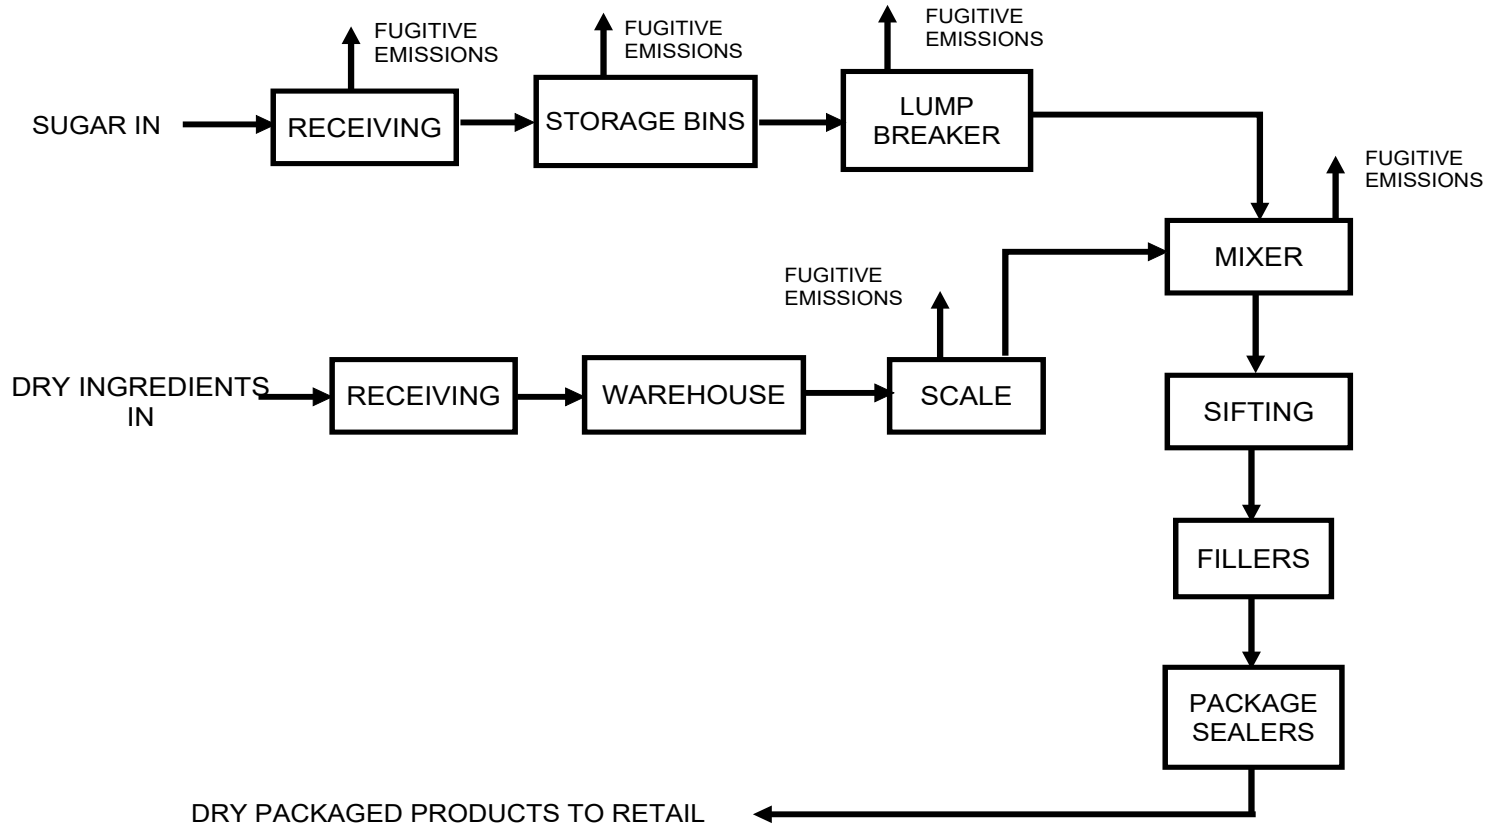 FUGITIVE
EMISSIONS
FUGITIVE
EMISSIONS
FUGITIVE
EMISSIONS
SUGAR IN
RECEIVING
STORAGE BINS
LUMP
BREAKER
FUGITIVE
EMISSIONS
MIXER
FUGITIVE
EMISSIONS
DRY INGREDIENTS
IN
RECEIVING
WAREHOUSE
SCALE
SIFTING
FILLERS
PACKAGE
SEALERS
DRY PACKAGED PRODUCTS TO RETAIL